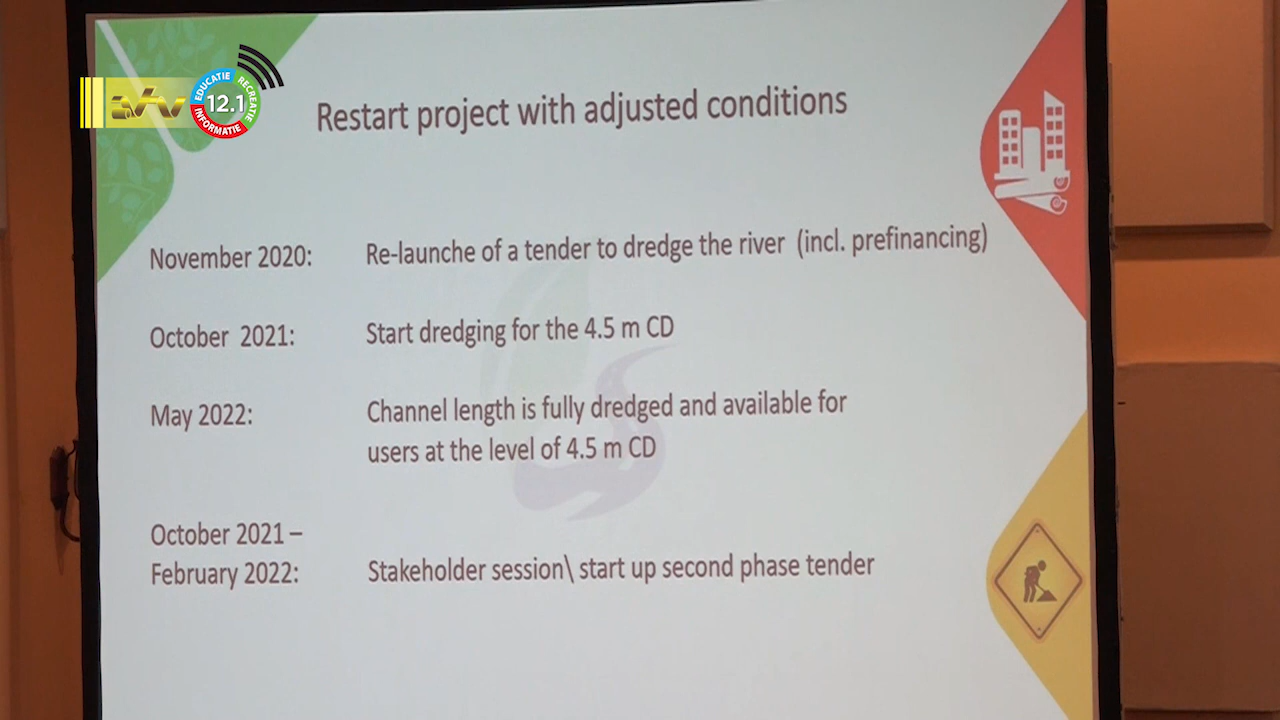 EDUCATIE
RECREATIE
INFORMATIE
12.1
Restart project with adjusted conditions
November 2020: Re-launche of a tender to dredge the river (incl. prefinancing)
October 2021: Start dredging for the 4.5 m CD
May 2022: Channel length is fully dredged and available for
users at the level of 4.5 m CD
October 2021 –
February 2022: Stakeholder session\ start up second phase tender